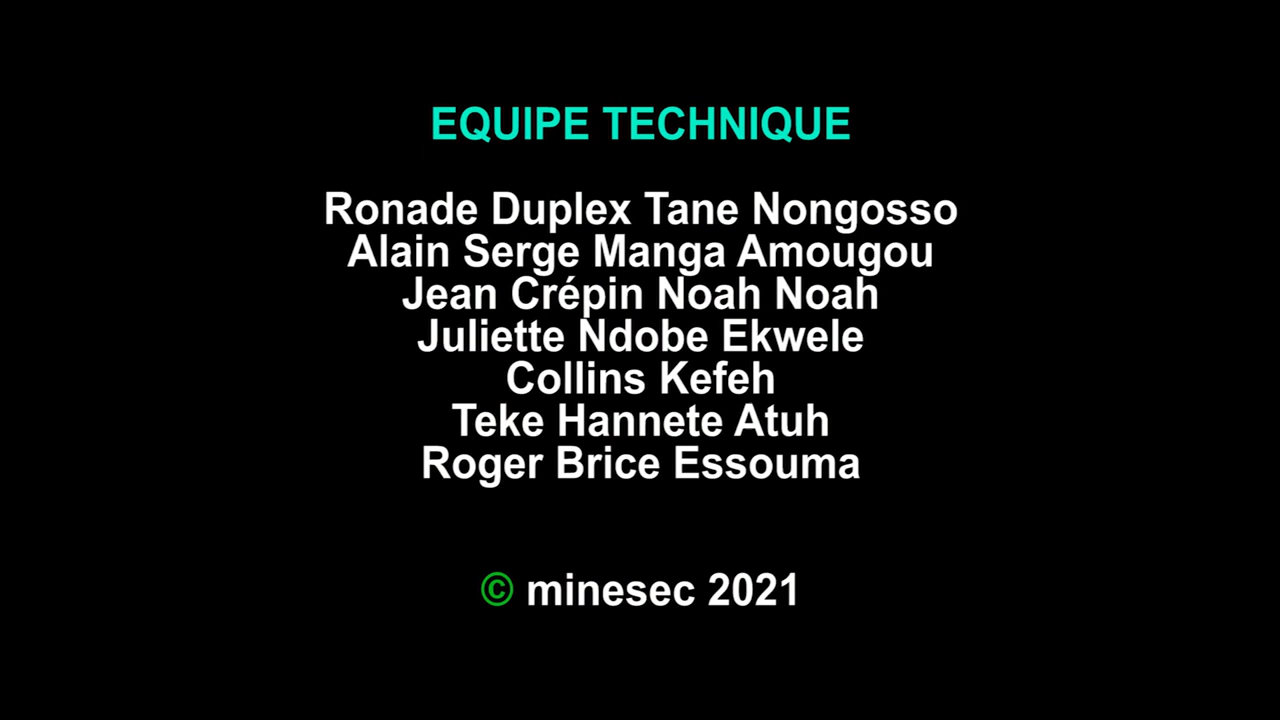 EQUIPE TECHNIQUE
Ronade Duplex Tane Nongosso
Alain Serge Manga Amougou
Jean Crépin Noah Noah
Juliette Ndobe Ekwele
Collins Kefeh
Teke Hannete Atuh
Roger Brice Essouma
© minesec 2021